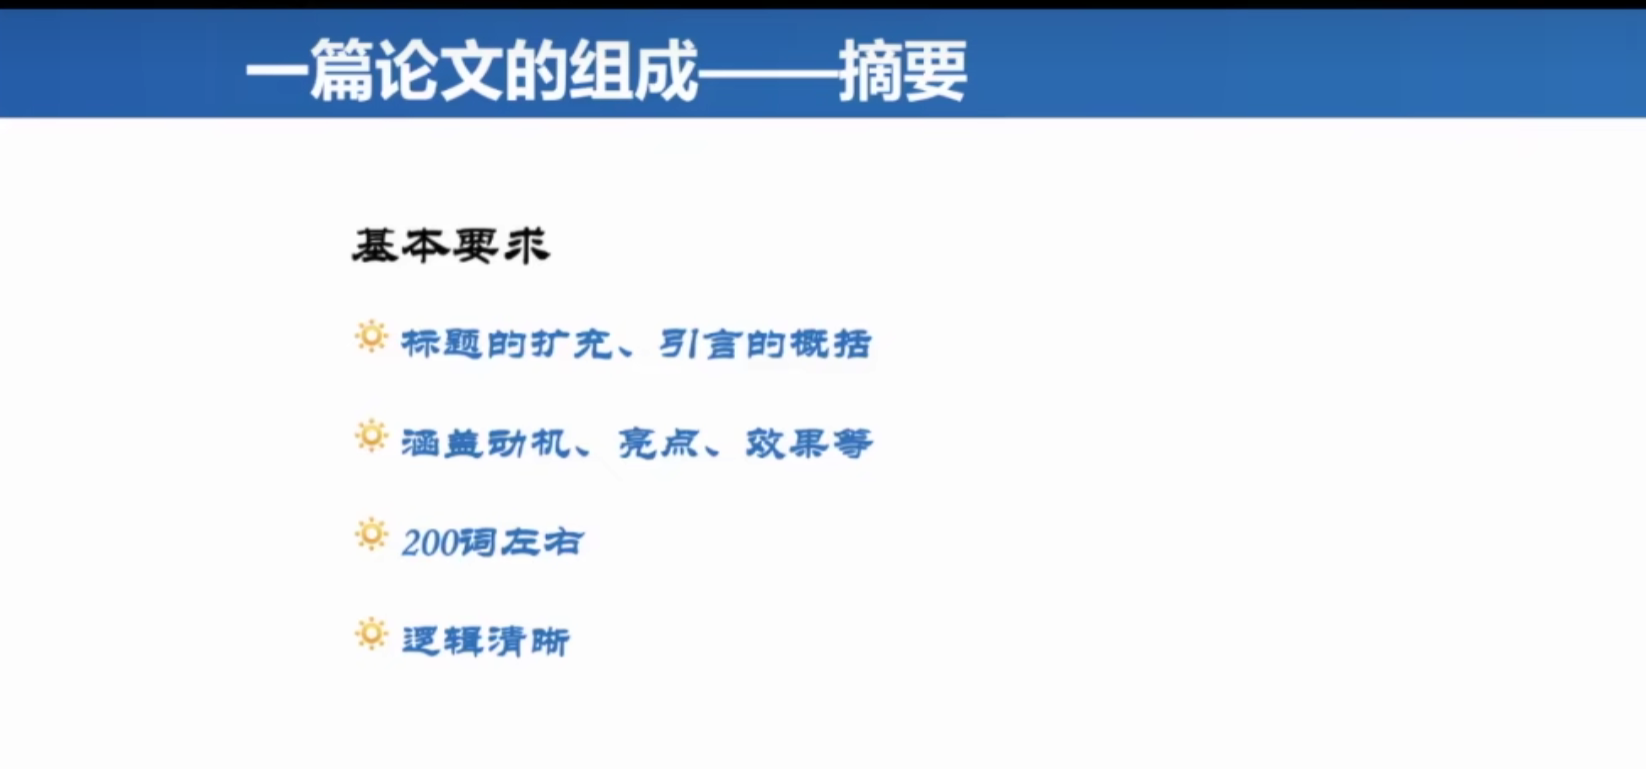 一篇论文的组成——摘要
基本要求
标题的扩充、引言的概括
涵盖动机、亮点、效果等
200词左右
逻辑清晰